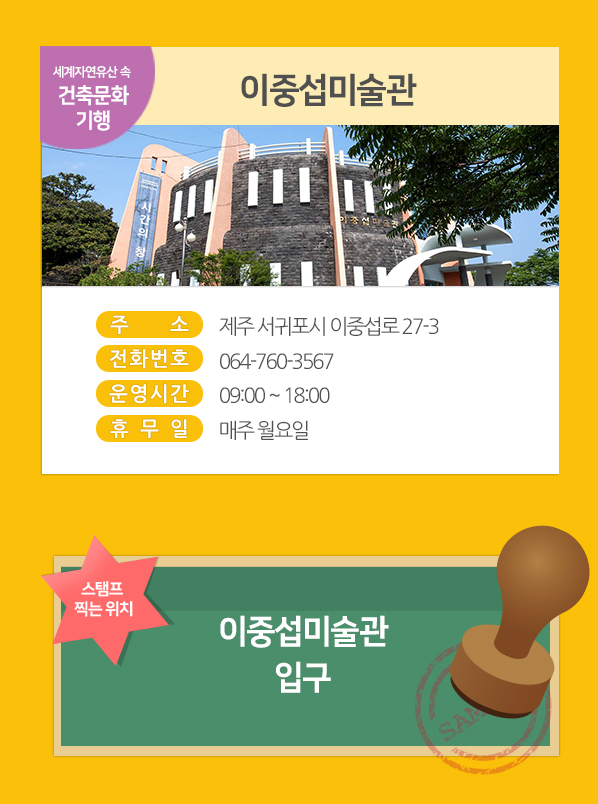 세계자연유산 속
건축문화
기행
이중섭미술관
시간의 창
이중섭미술관
주 소 제주 서귀포시 이중섭로 27-3
전화번호 064-760-3567
운영시간 09:00 ~ 18:00
휴 무 일 매주 월요일
스탬프
찍는 위치
이중섭미술관
입구